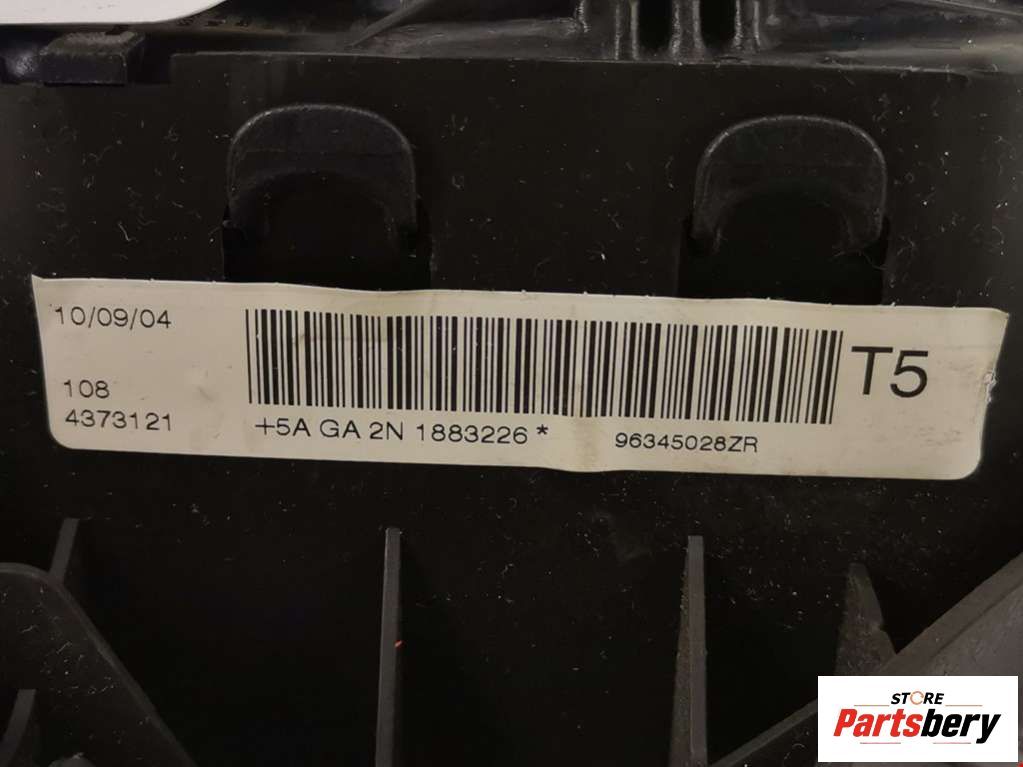 10/09/04
108
4373121
+5A GA 2N 1883226 *
96345028ZR
T5
STORE
Partsbery